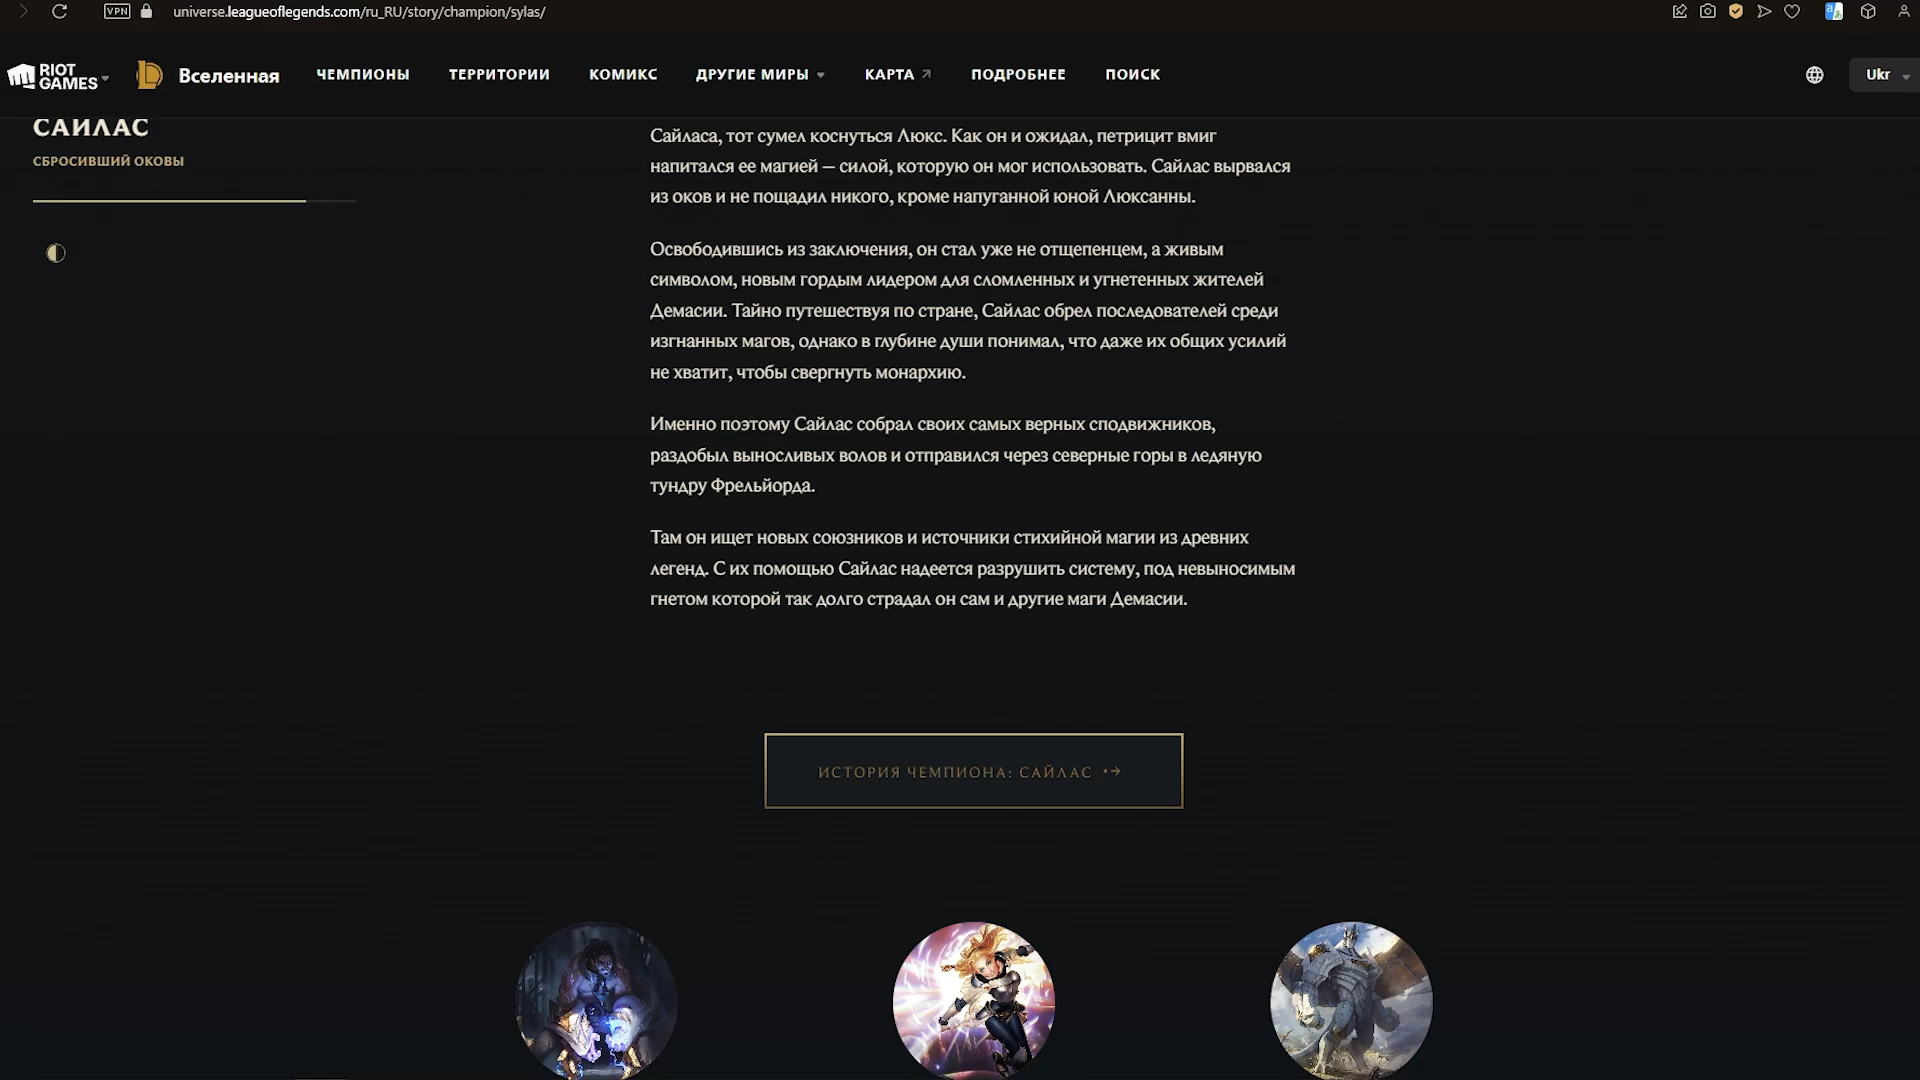 VPN
universe.leagueoflegends.com/ru_RU/story/champion/sylas/
RIOT GAMES
Вселенная
ЧЕМПИОНЫ
ТЕРРИТОРИИ
КОМИКС
ДРУГИЕ МИРЫ
КАРТА
ПОДРОБНЕЕ
ПОИСК
Ukr
САЙЛАС
СБРОСИВШИЙ ОКОВЫ
Сайласа, тот сумел коснуться Люкс. Как он и ожидал, петрицит вмиг
напитался ее магией — силой, которую он мог использовать. Сайлас вырвался
из оков и не пощадил никого, кроме напуганной юной Люксанны.
Освободившись из заключения, он стал уже не отщепенцем, а живым
символом, новым гордым лидером для сломленных и угнетенных жителей
Демасии. Тайно путешествуя по стране, Сайлас обрел последователей среди
изгнанных магов, однако в глубине души понимал, что даже их общих усилий
не хватит, чтобы свергнуть монархию.
Именно поэтому Сайлас собрал своих самых верных сподвижников,
раздобыл выносливых волов и отправился через северные горы в ледяную
тундру Фрельйорда.
Там он ищет новых союзников и источники стихийной магии из древних
легенд. С их помощью Сайлас надеется разрушить систему, под невыносимым
гнетом которой так долго страдал он сам и другие маги Демасии.
ИСТОРИЯ ЧЕМПИОНА: САЙЛАС